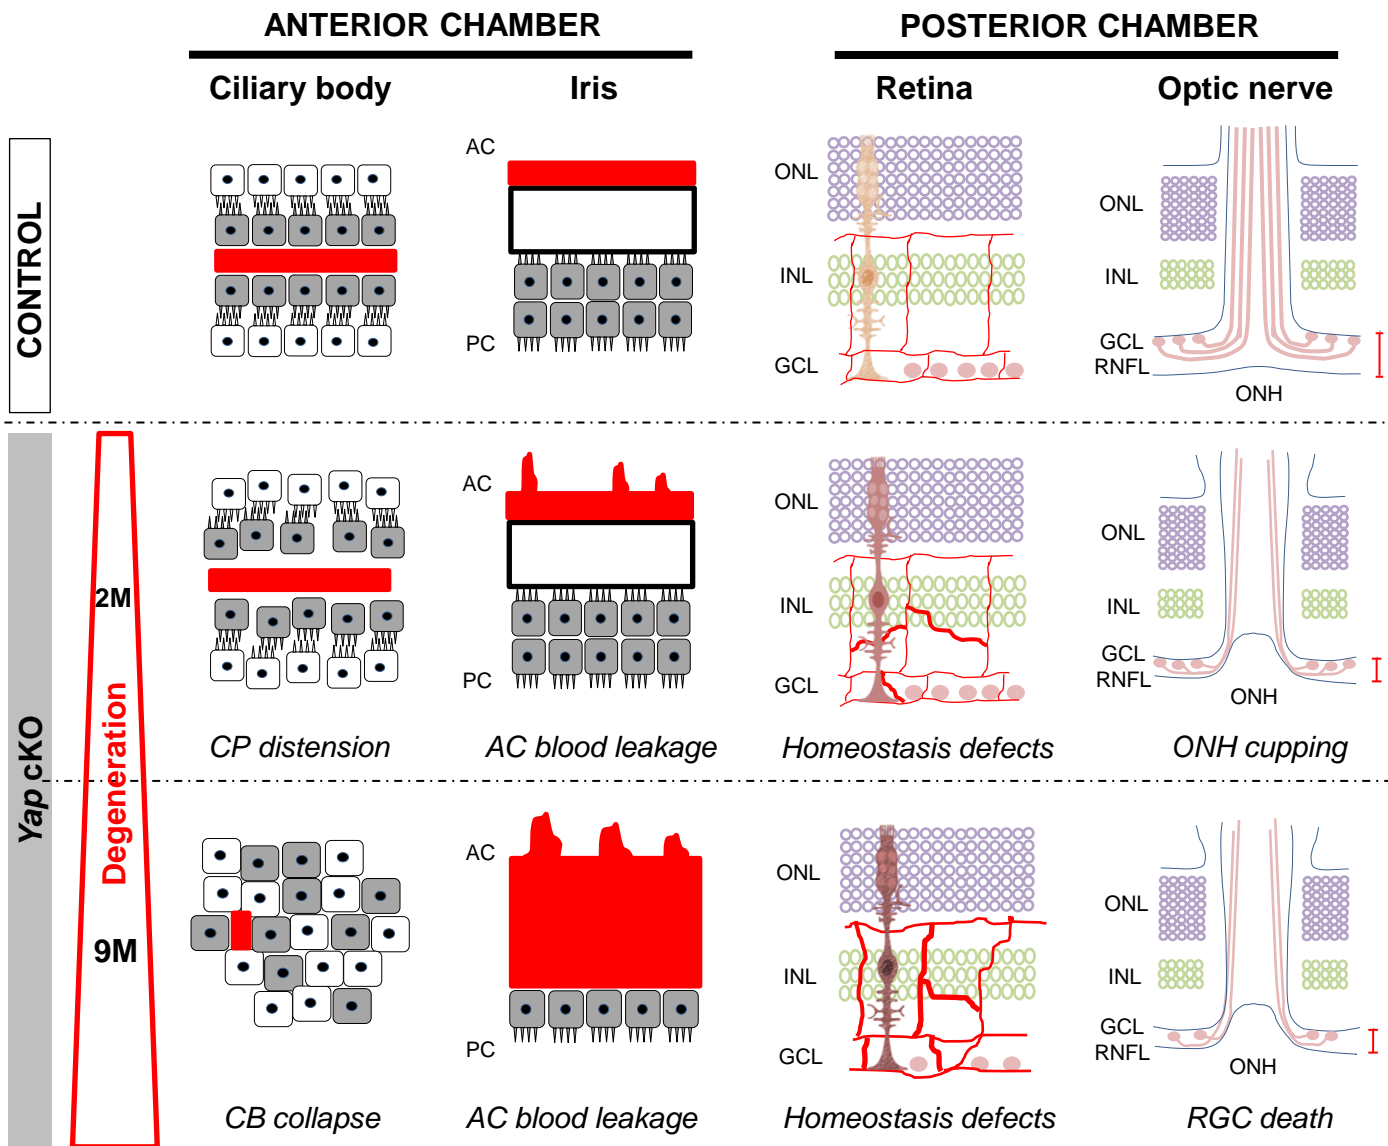 ANTERIOR CHAMBER
POSTERIOR CHAMBER
Ciliary body
Iris
Retina
Optic nerve
CONTROL
AC
PC
ONL
INL
GCL
ONL
INL
GCL
RNFL
ONH
Yap cKO
Degeneration
2M
AC
PC
ONL
INL
GCL
ONL
INL
GCL
RNFL
ONH
CP distension
AC blood leakage
Homeostasis defects
ONH cupping
9M
AC
PC
ONL
INL
GCL
ONL
INL
GCL
RNFL
ONH
CB collapse
AC blood leakage
Homeostasis defects
RGC death